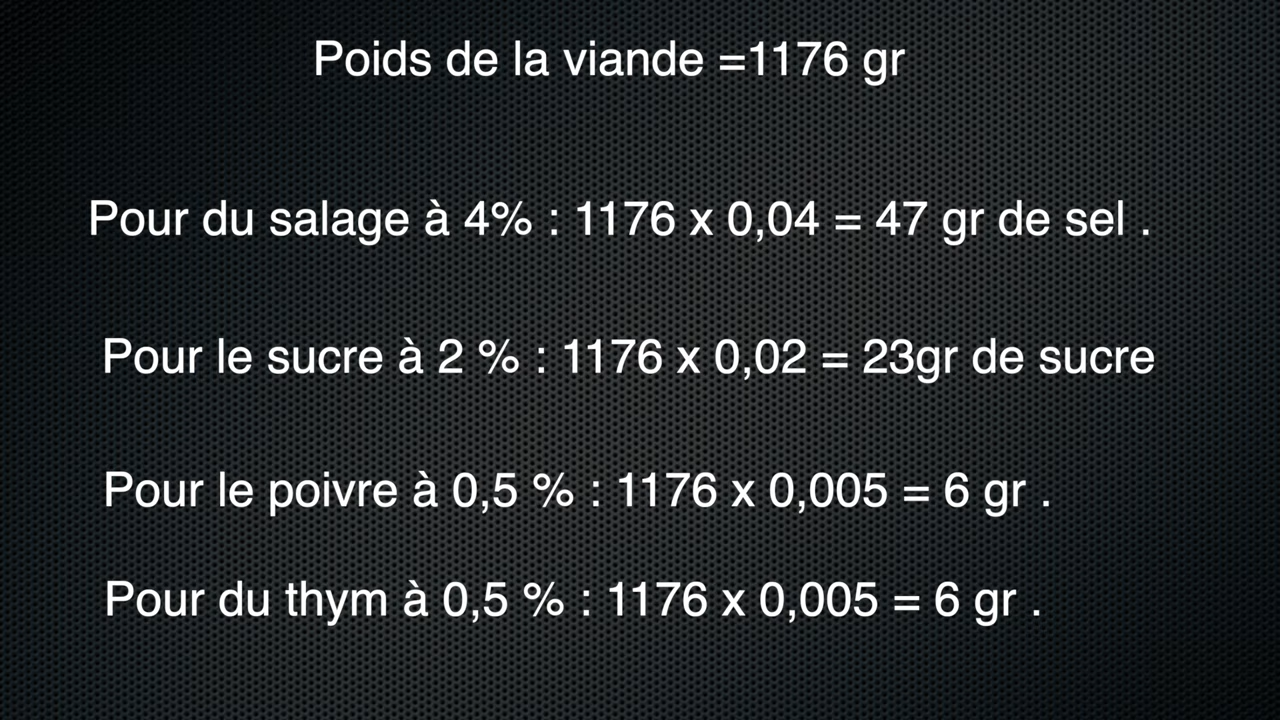 Poids de la viande =1176 gr
Pour du salage à 4% : 1176 x 0,04 = 47 gr de sel .
Pour le sucre à 2 % : 1176 x 0,02 = 23gr de sucre
Pour le poivre à 0,5 % : 1176 x 0,005 = 6 gr .
Pour du thym à 0,5 % : 1176 x 0,005 = 6 gr .